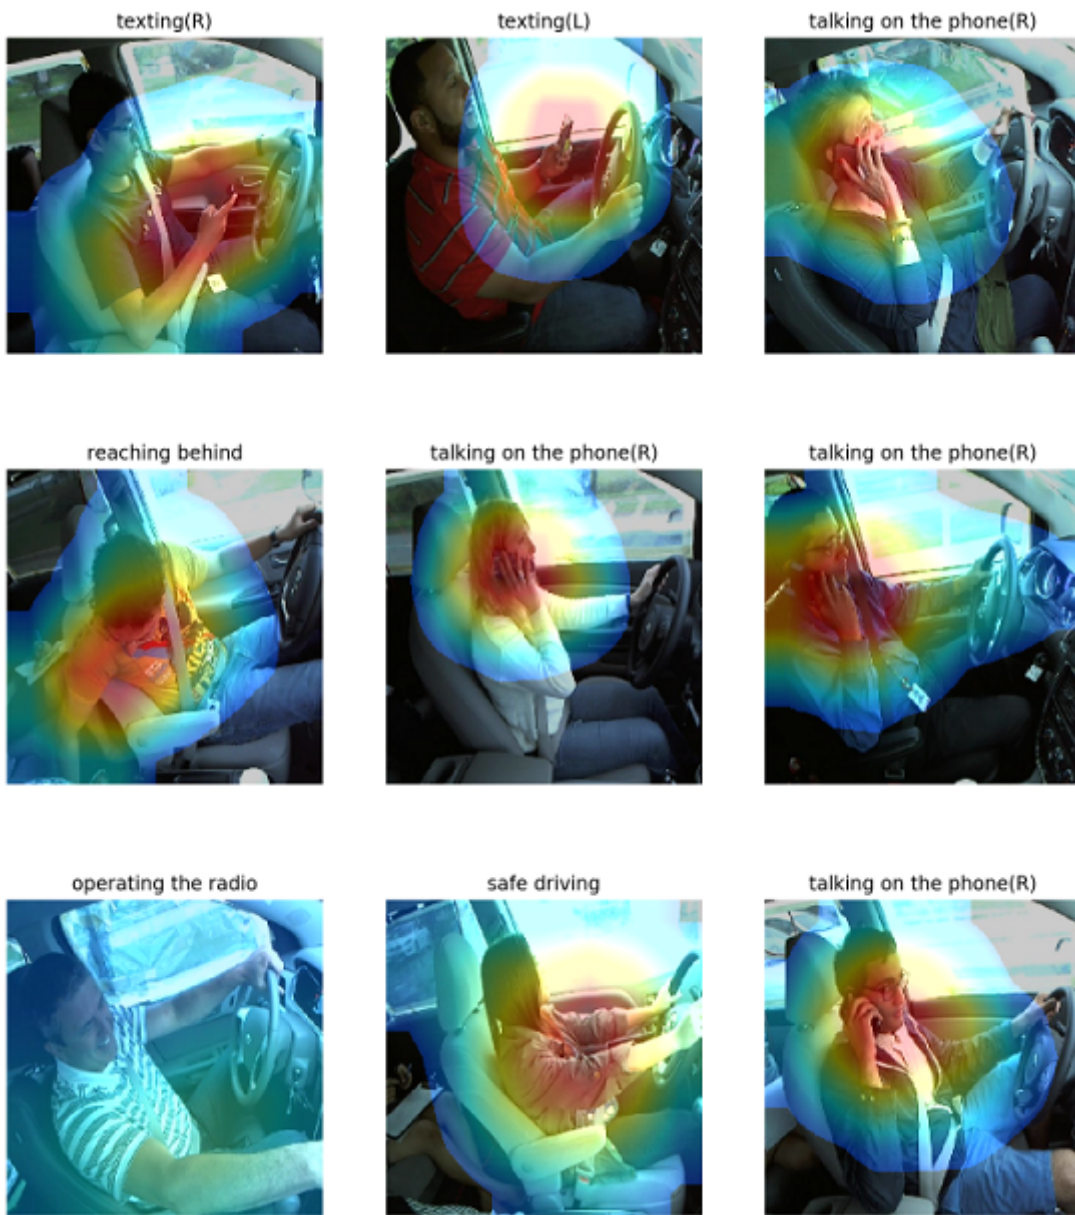 texting(R)
texting(L)
talking on the phone(R)
reaching behind
talking on the phone(R)
talking on the phone(R)
operating the radio
safe driving
talking on the phone(R)